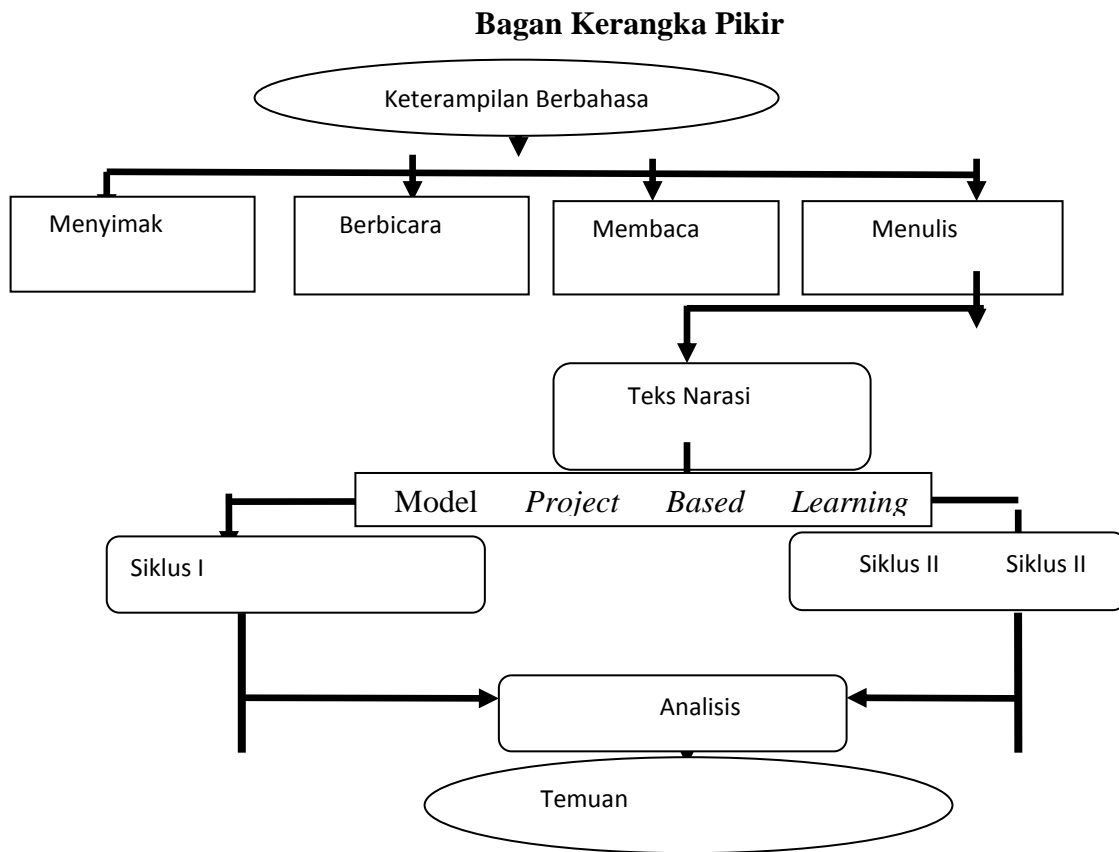 Bagan Kerangka Pikir
Keterampilan Berbahasa
Menyimak
Berbicara
Membaca
Menulis
Teks Narasi
Model Project Based Learning
Siklus I
Siklus II Siklus II
Analisis
Temuan